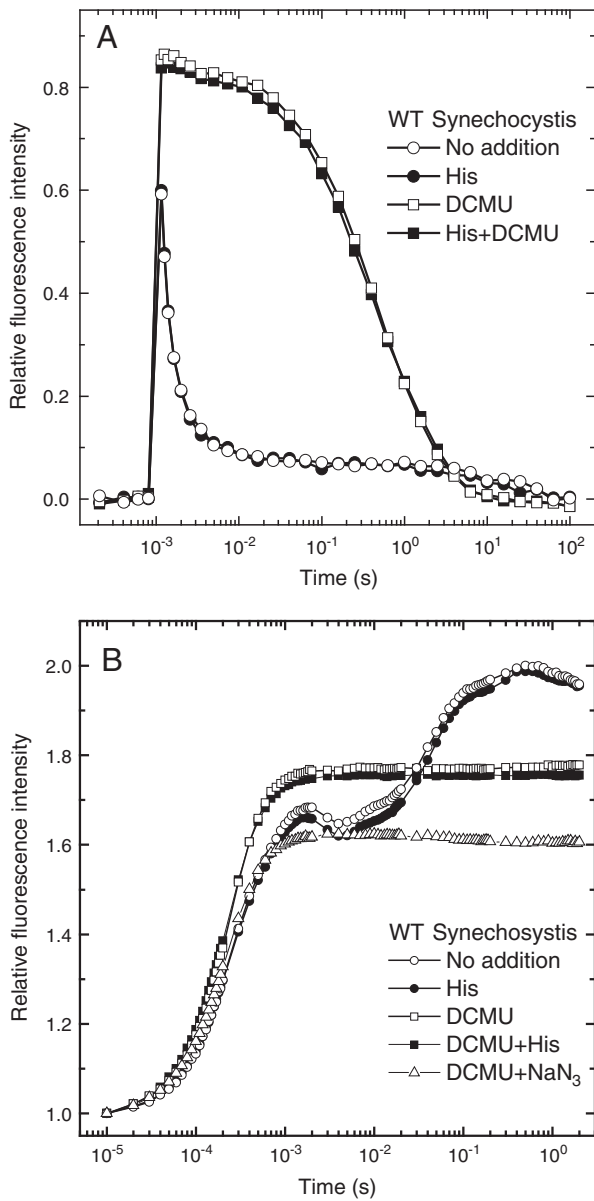 A
Relative fluorescence intensity
0.8
0.6
0.4
0.2
0.0
WT Synechocystis
No addition
His
DCMU
His+DCMU
10⁻³ 10⁻² 10⁻¹ 10⁰ 10¹ 10²
Time (s)
B
Relative fluorescence intensity
2.0
1.8
1.6
1.4
1.2
1.0
WT Synechosystis
No addition
His
DCMU
DCMU+His
DCMU+NaN₃
10⁻⁵ 10⁻⁴ 10⁻³ 10⁻² 10⁻¹ 10⁰
Time (s)